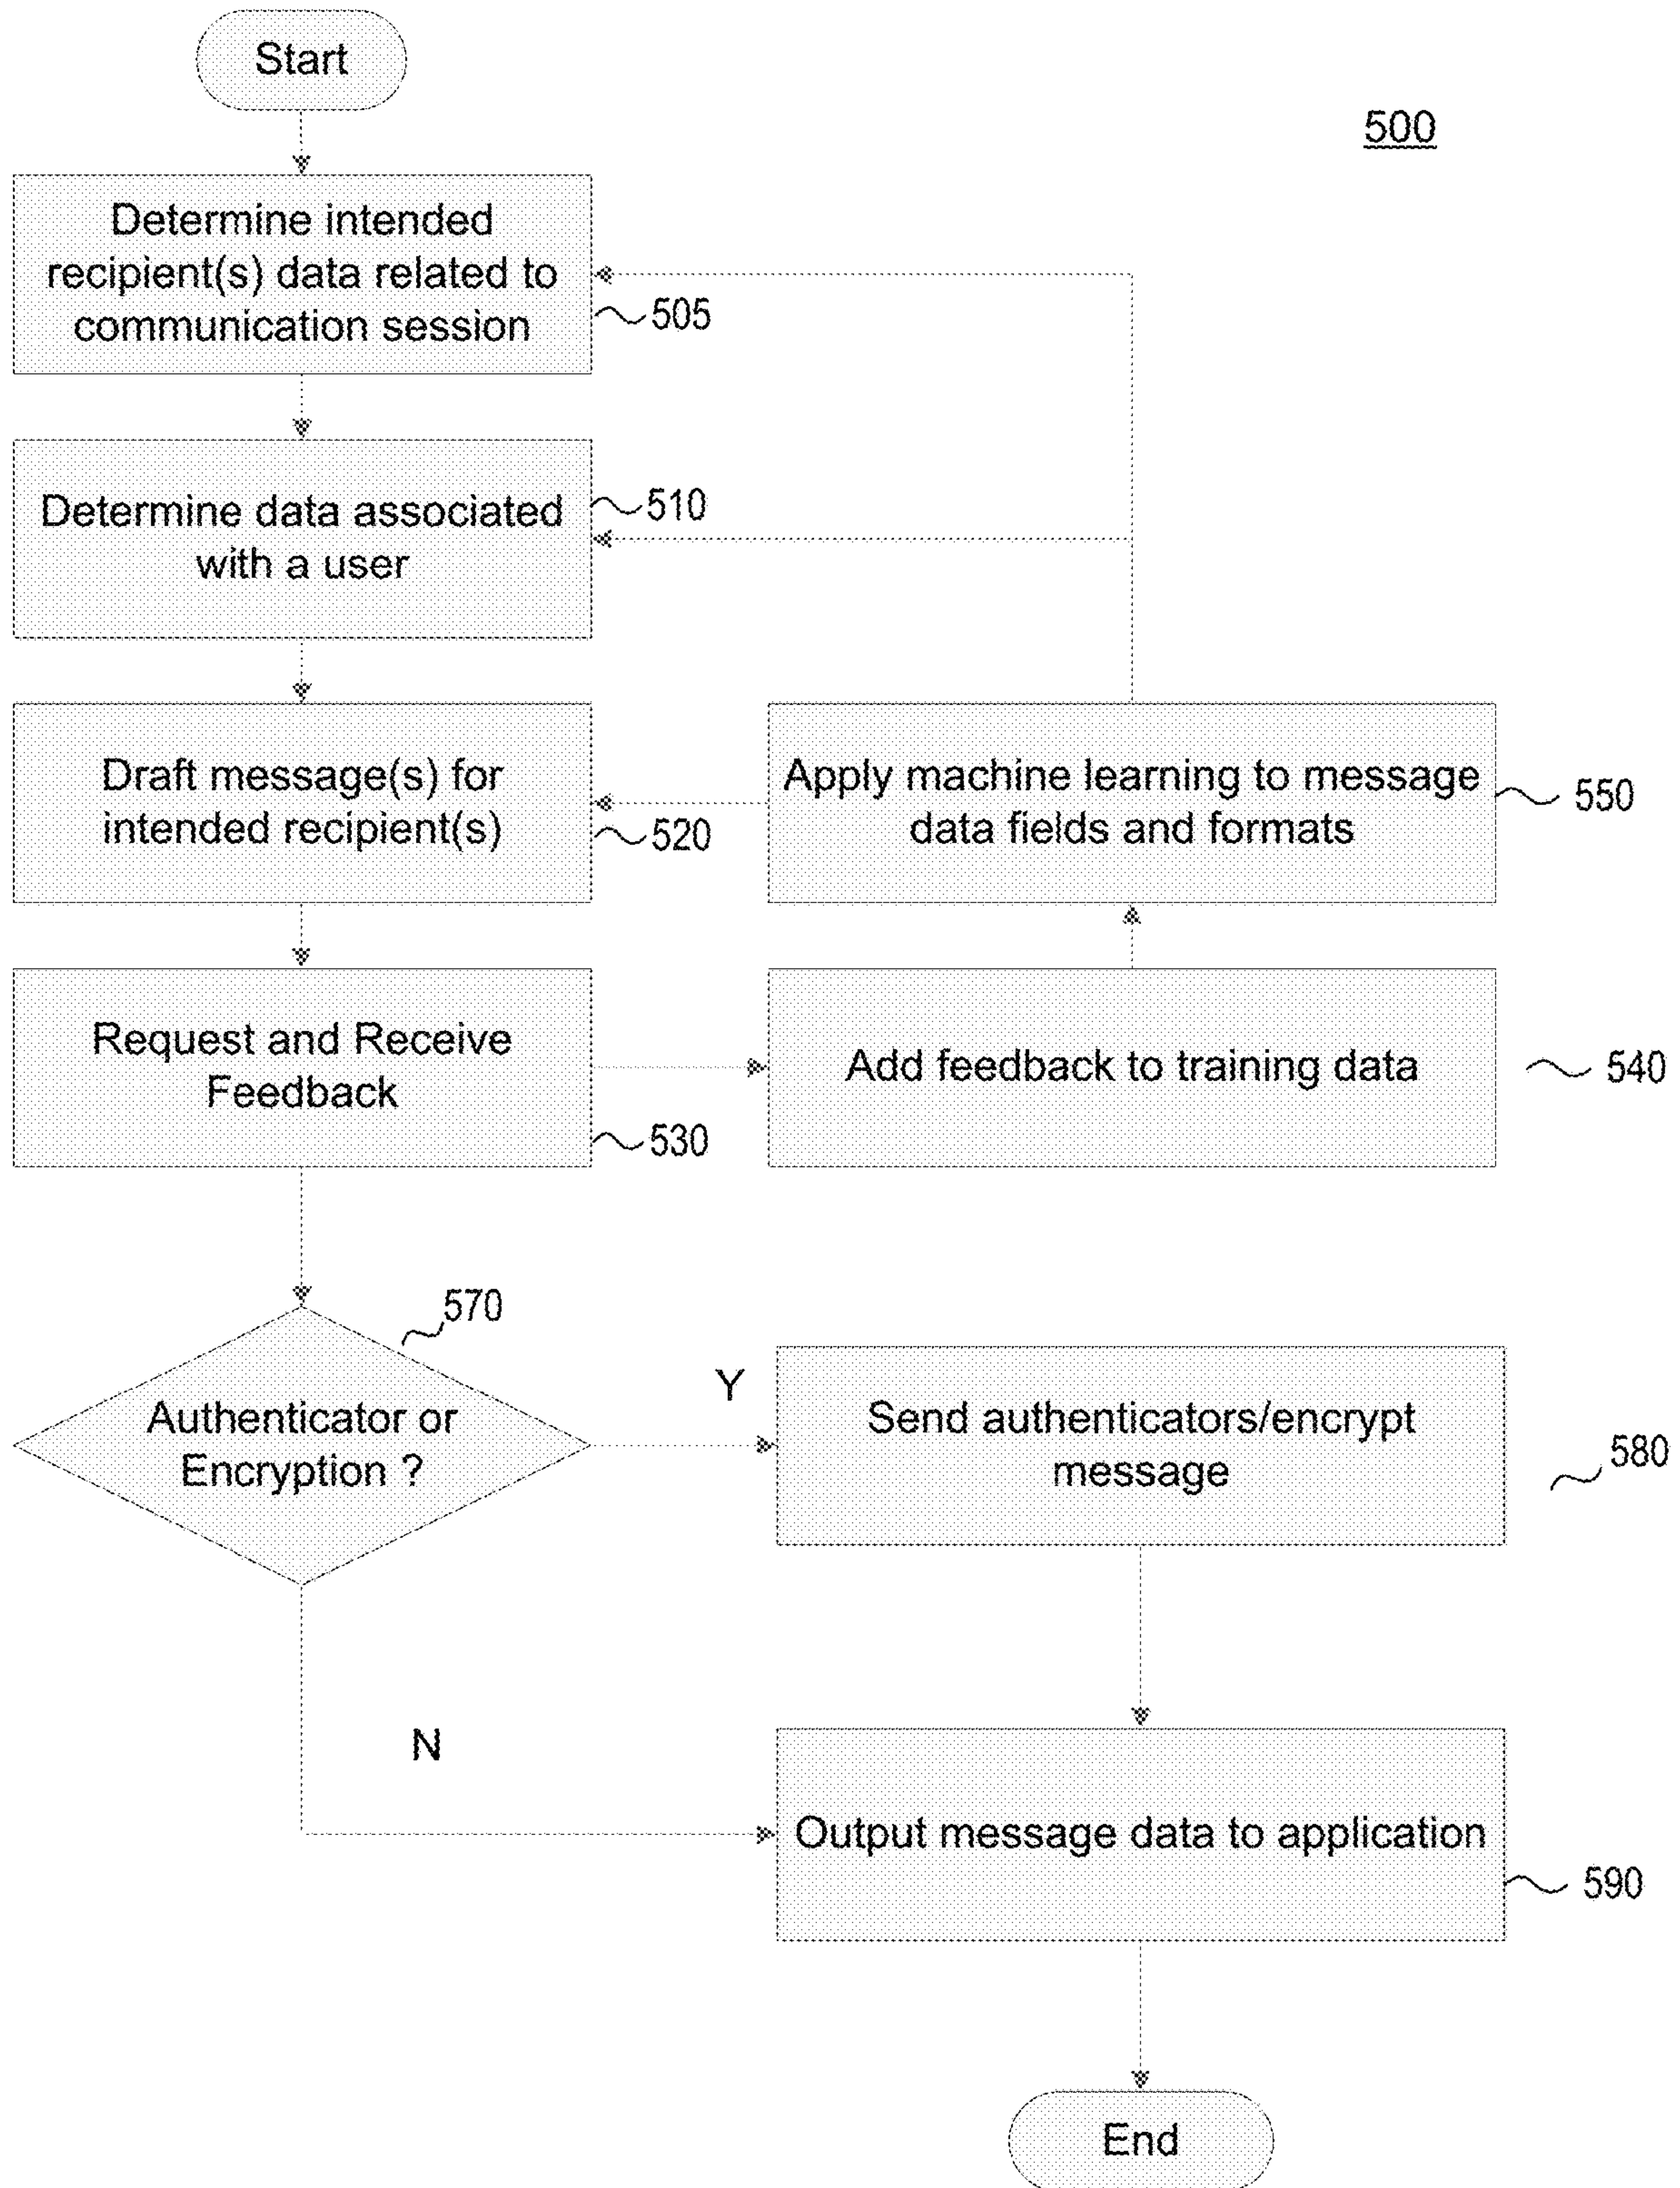 Start
500
Determine intended
recipient(s) data related to
communication session
505
Determine data associated
with a user
510
Draft message(s) for
intended recipient(s)
520
Apply machine learning to message
data fields and formats
550
Request and Receive
Feedback
530
Add feedback to training data
540
Authenticator or
Encryption ?
570
Y
Send authenticators/encrypt
message
580
N
Output message data to application
590
End